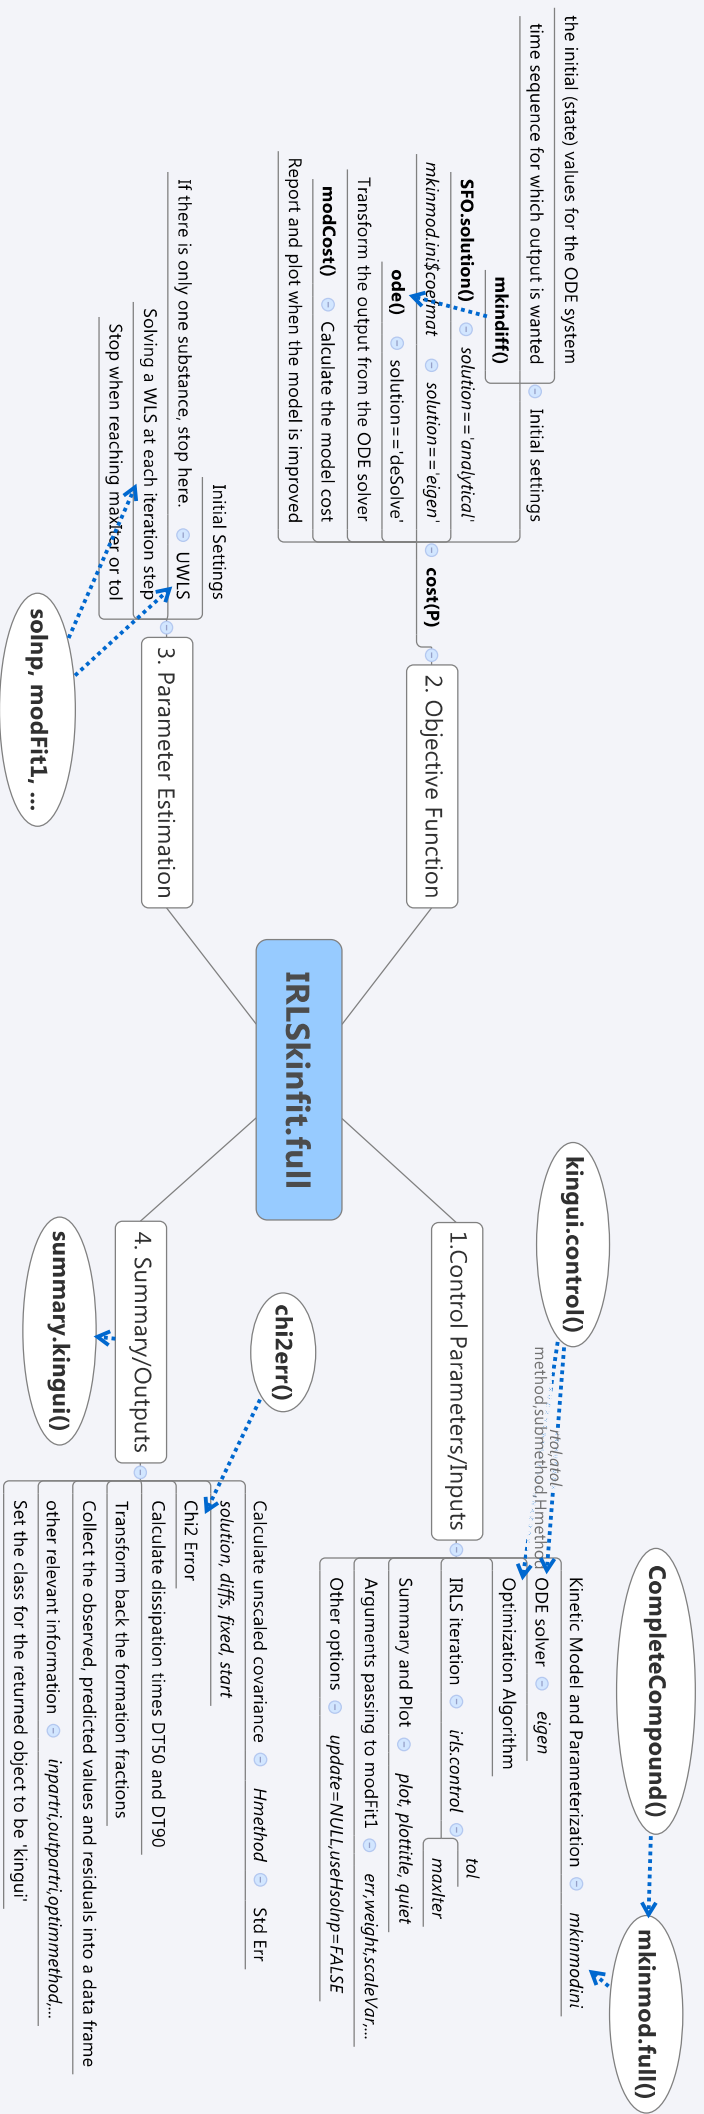 IRLSkinfit.full
1.Control Parameters/Inputs
Kinetic Model and Parameterization
mkinmodini
ODE solver
eigen
Optimization Algorithm
IRLS iteration
irls.control
tol
maxIter
Summary and Plot
plot, plottitle, quiet
Arguments passing to modFit1
err,weight,scaleVar,...
Other options
update=NULL,useHsolnp=FALSE
kingui.control()
rtol,atol
method,submethod,Hmethod
CompleteCompound()
mkinmod.full()
2. Objective Function
cost(P)
Initial settings
the initial (state) values for the ODE system
time sequence for which output is wanted
mkindiff()
SFO.solution()
solution=='analytical'
mkinmod.ini$coefmat
solution=='eigen'
ode()
solution=='deSolve'
Transform the output from the ODE solver
modCost()
Calculate the model cost
Report and plot when the model is improved
3. Parameter Estimation
Initial Settings
UWLS
If there is only one substance, stop here.
Solving a WLS at each iteration step
Stop when reaching maxIter or tol
solnp, modFit1, ...
4. Summary/Outputs
Calculate unscaled covariance
Hmethod
Std Err
solution, diffs, fixed, start
Chi2 Error
Calculate dissipation times DT50 and DT90
Transform back the formation fractions
Collect the observed, predicted values and residuals into a data frame
other relevant information
inpartri,outpartri,optimmethod,...
Set the class for the returned object to be 'kingui'
chi2err()
summary.kingui()